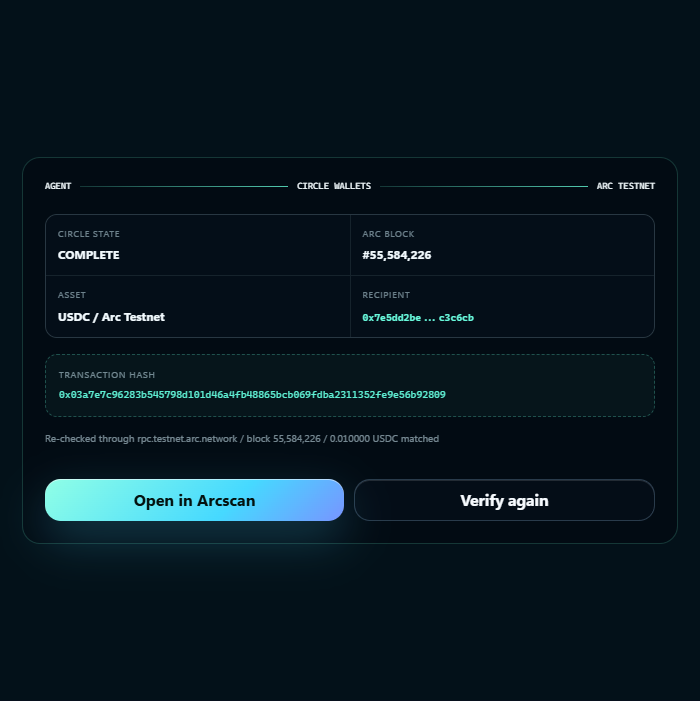 AGENT CIRCLE WALLETS ARC TESTNET
CIRCLE STATE
COMPLETE
ARC BLOCK
#55,584,226
ASSET
USDC / Arc Testnet
RECIPIENT
0x7e5dd2be ... c3c6cb
TRANSACTION HASH
0x03a7e7c96283b545798d101d46a4fb48865bcb069fdba2311352fe9e56b92809
Re-checked through rpc.testnet.arc.network / block 55,584,226 / 0.010000 USDC matched
Open in Arcscan
Verify again